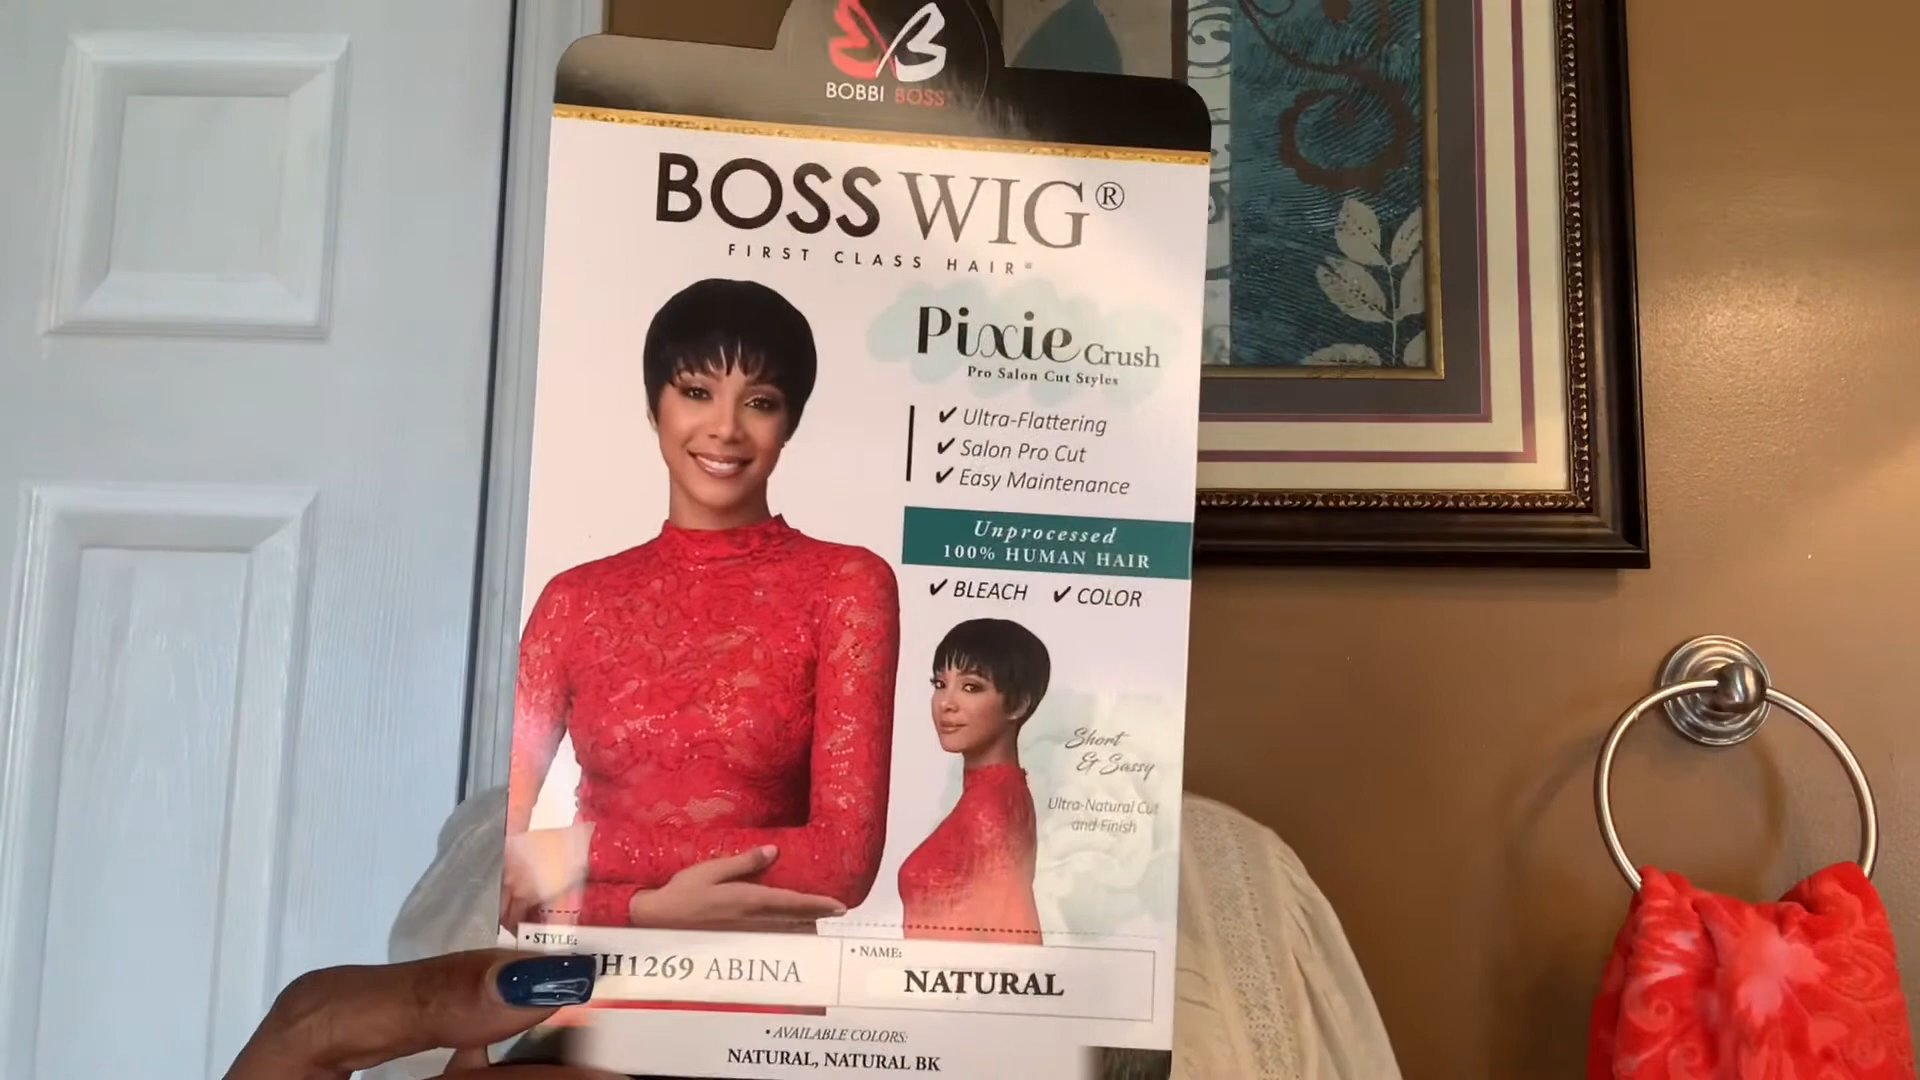 BOBBI BOSS
BOSS WIG®
FIRST CLASS HAIR
Pixie Crush
Pro Salon Cut Styles
✔ Ultra-Flattering
✔ Salon Pro Cut
✔ Easy Maintenance
Unprocessed
100% HUMAN HAIR
✔ BLEACH ✔ COLOR
Short
& Sassy
Ultra-Natural Cut
and Finish
• STYLE:
H1269 ABINA
• NAME:
NATURAL
• AVAILABLE COLORS:
NATURAL, NATURAL BK